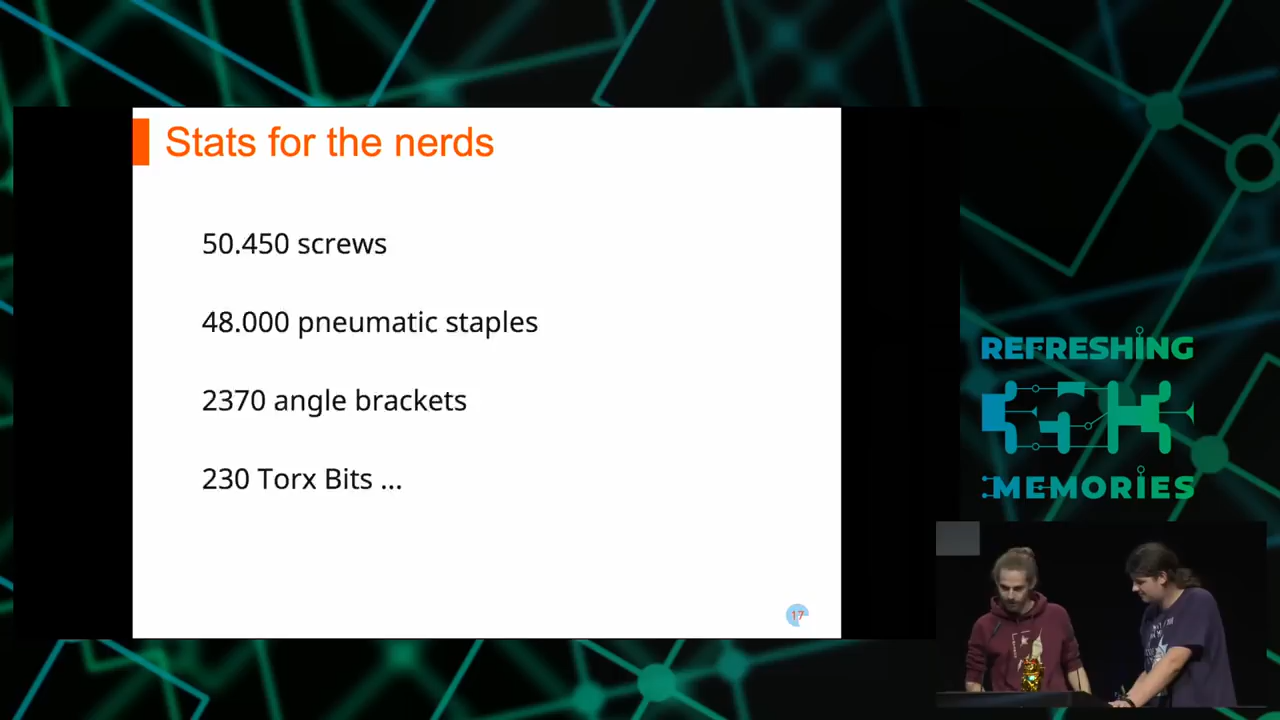 Stats for the nerds
50.450 screws
48.000 pneumatic staples
2370 angle brackets
230 Torx Bits ...
17
REFRESHING
MEMORIES